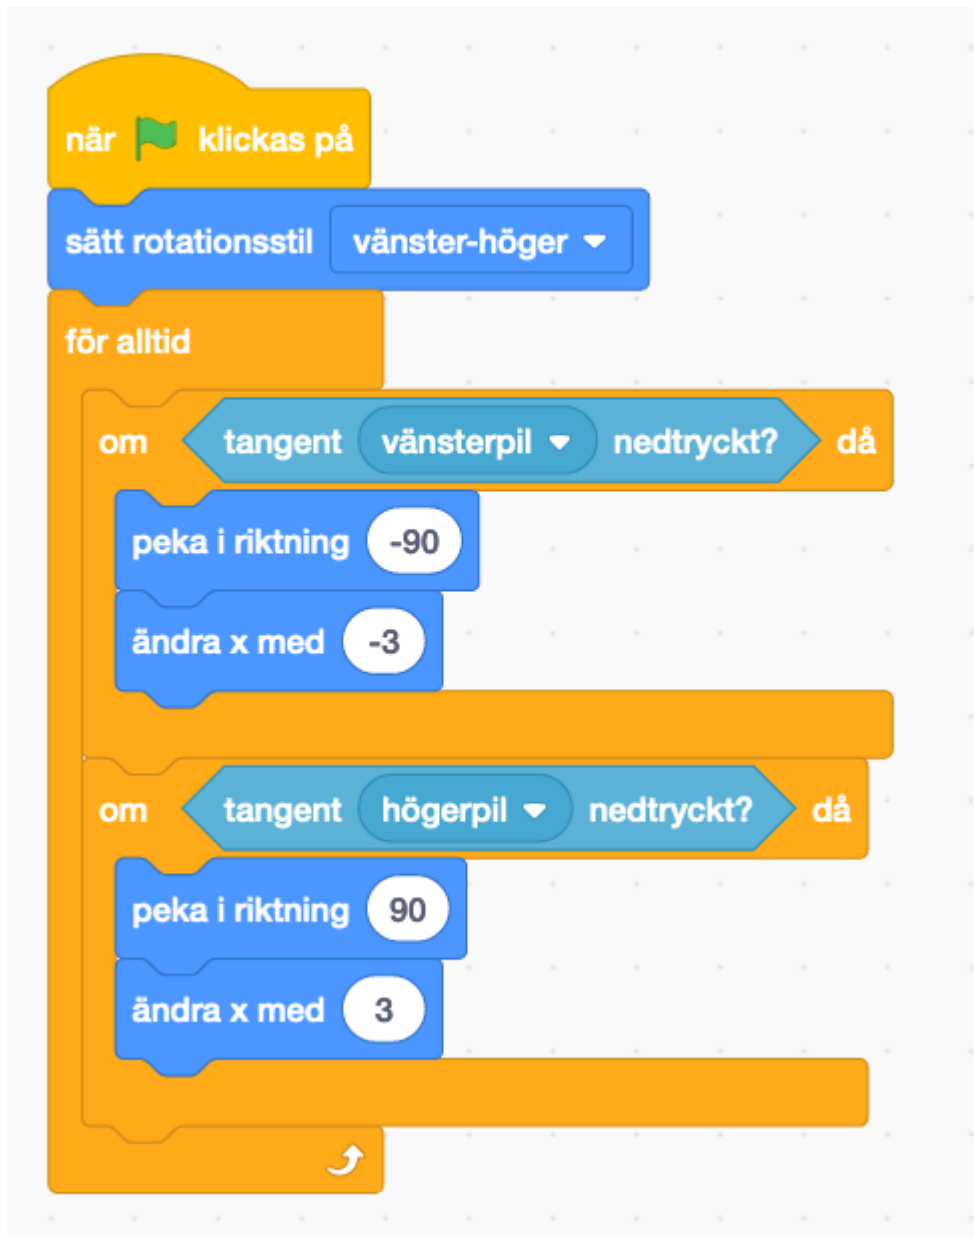 när klickas på
sätt rotationsstil vänster-höger
för alltid
om tangent vänsterpil nedtryckt? då
peka i riktning -90
ändra x med -3
om tangent högerpil nedtryckt? då
peka i riktning 90
ändra x med 3